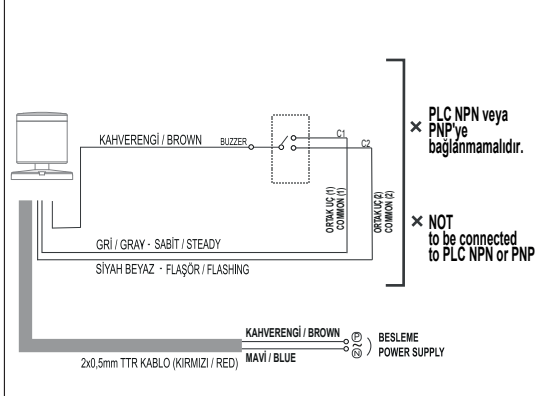 PLC NPN veya
PNP'ye
bağlanmamalıdır.
KAHVERENGİ / BROWN
BUZZER
C1
C2
ORTAK UÇ (1)
COMMON (1)
ORTAK UÇ (2)
COMMON (2)
NOT
to be connected
to PLC NPN or PNP
GRİ / GRAY - SABİT / STEADY
SİYAH BEYAZ - FLAŞÖR / FLASHING
KAHVERENGİ / BROWN
P
BESLEME
~
POWER SUPPLY
MAVİ / BLUE
N
2x0,5mm TTR KABLO (KIRMIZI / RED)